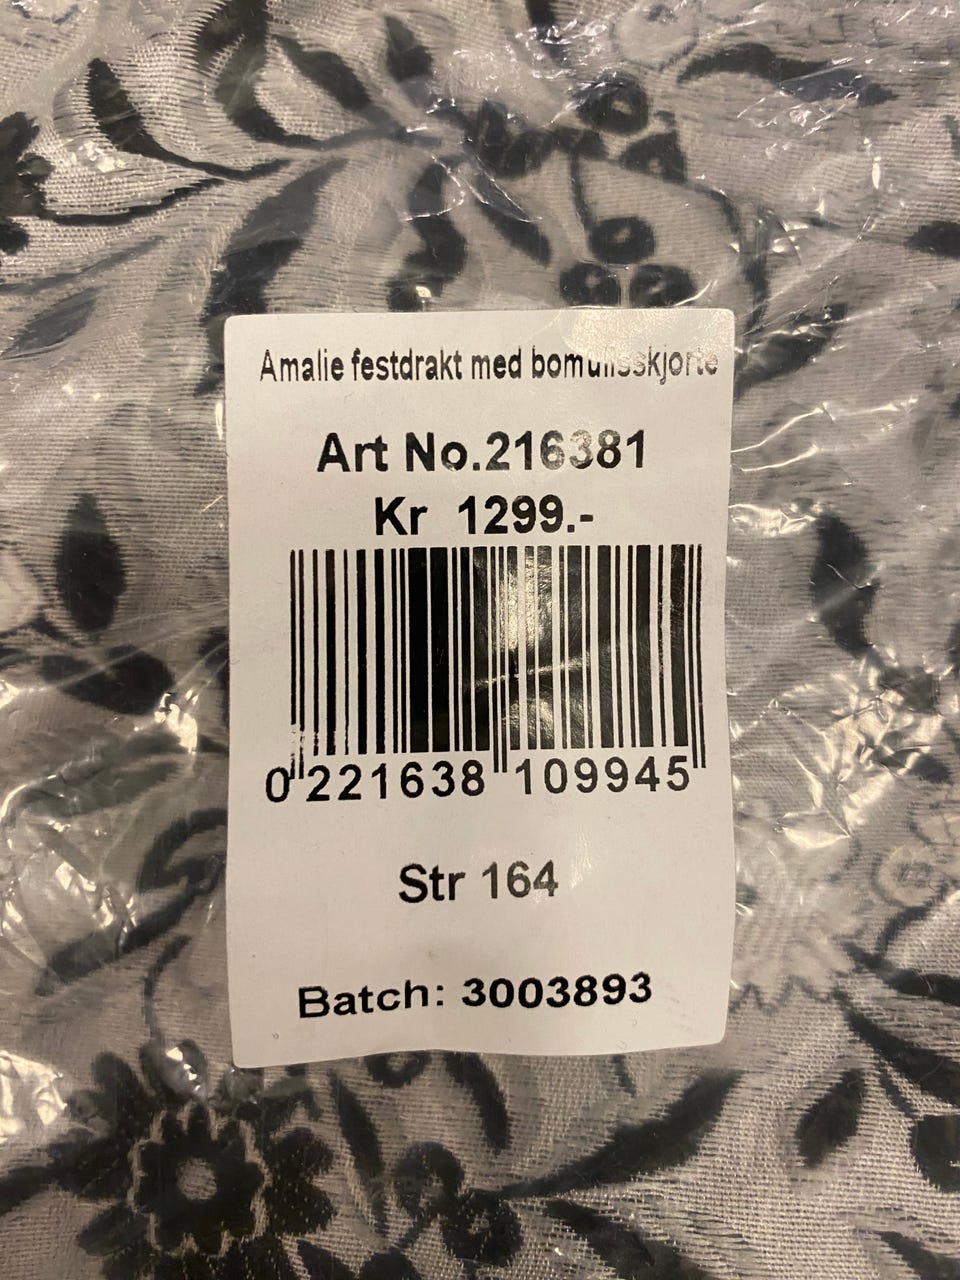 Amalie festdrakt med bomullsskjorte
Art No.216381
Kr 1299.-
0 221638 109945
Str 164
Batch: 3003893